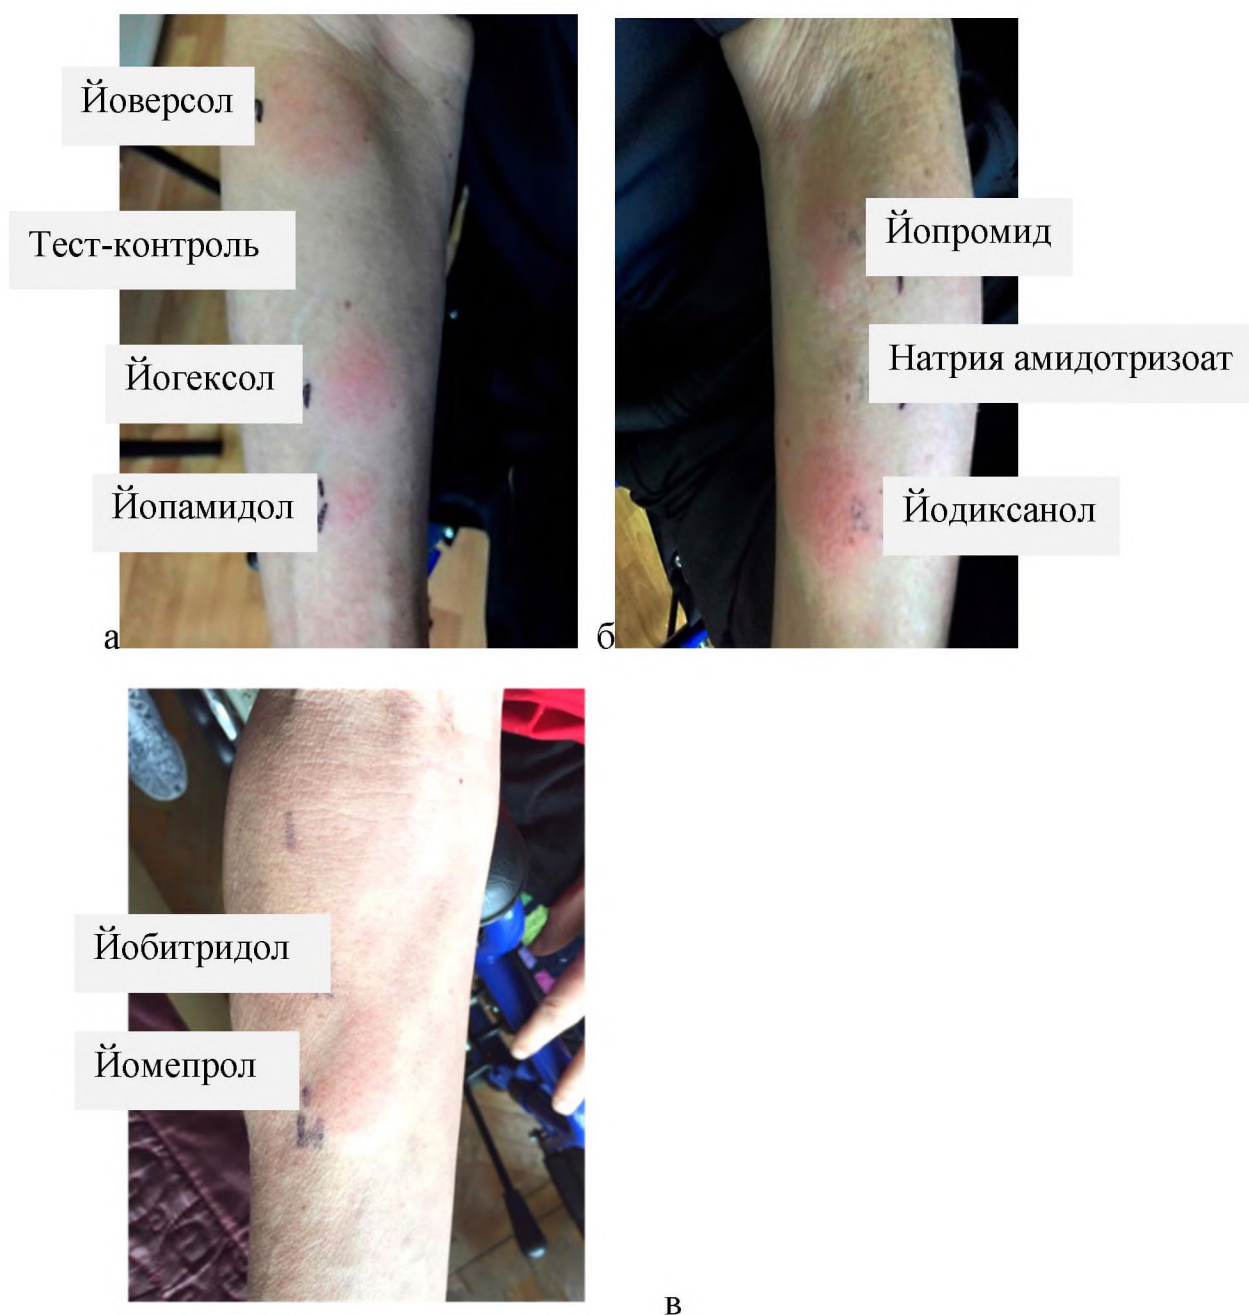 Йоверсол
Тест-контроль
Йогексол
Йопамидол
а
Йопромид
Натрия амидотризоат
Йодиксанол
б
Йобитридол
Йомепрол
в